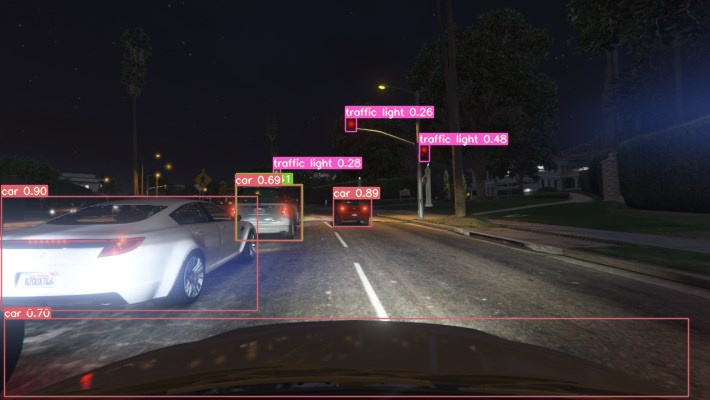 traffic light 0.26
traffic light 0.48
traffic light 0.28
car 0.69
car 0.89
car 0.90
car 0.70